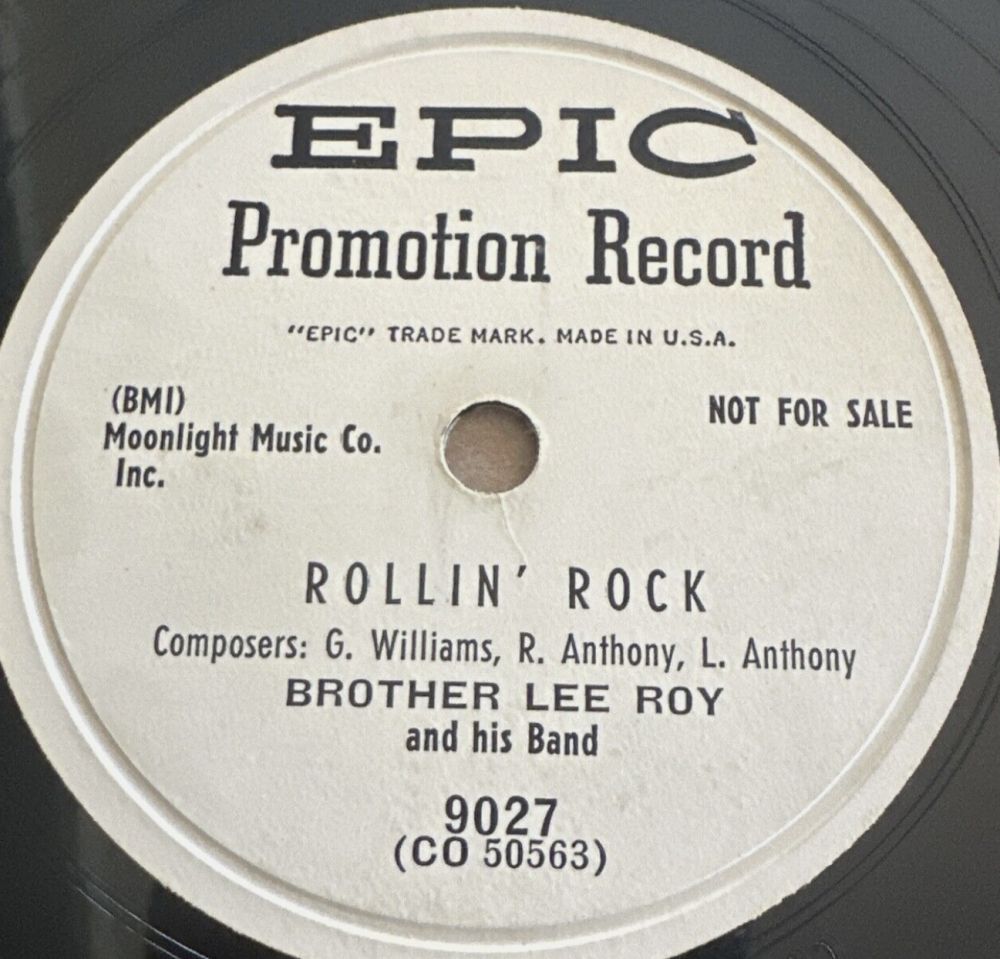 EPIC
Promotion Record
"EPIC" TRADE MARK. MADE IN U.S.A.
(BMI)
Moonlight Music Co.
Inc.
NOT FOR SALE
ROLLIN' ROCK
Composers: G. Williams, R. Anthony, L. Anthony
BROTHER LEE ROY
and his Band
9027
(CO 50563)